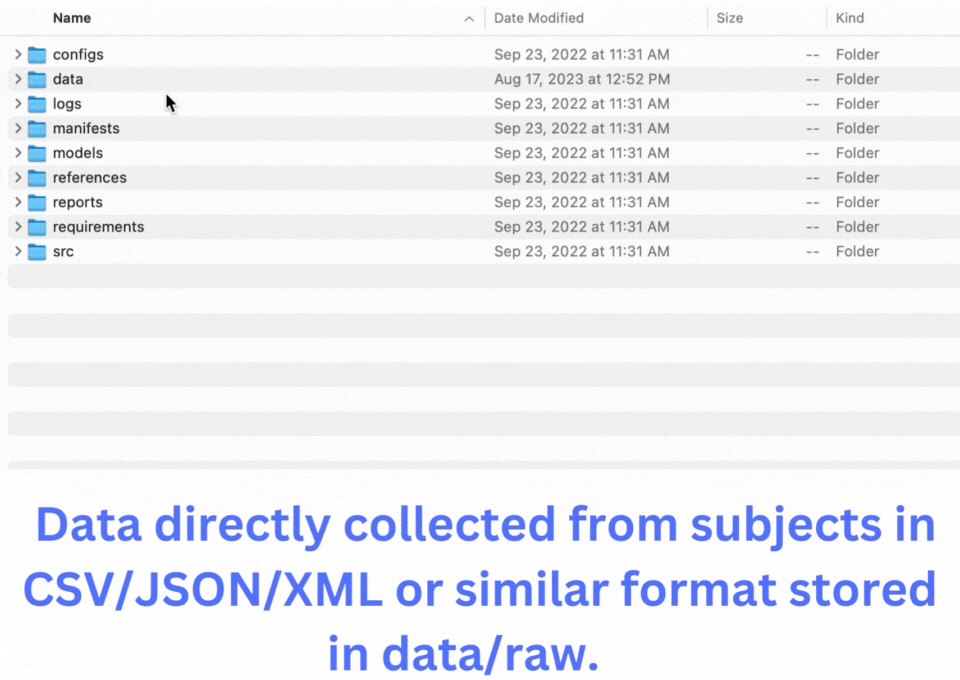 Name Date Modified Size Kind
configs Sep 23, 2022 at 11:31 AM -- Folder
data Aug 17, 2023 at 12:52 PM -- Folder
logs Sep 23, 2022 at 11:31 AM -- Folder
manifests Sep 23, 2022 at 11:31 AM -- Folder
models Sep 23, 2022 at 11:31 AM -- Folder
references Sep 23, 2022 at 11:31 AM -- Folder
reports Sep 23, 2022 at 11:31 AM -- Folder
requirements Sep 23, 2022 at 11:31 AM -- Folder
src Sep 23, 2022 at 11:31 AM -- Folder
Data directly collected from subjects in
CSV/JSON/XML or similar format stored
in data/raw.